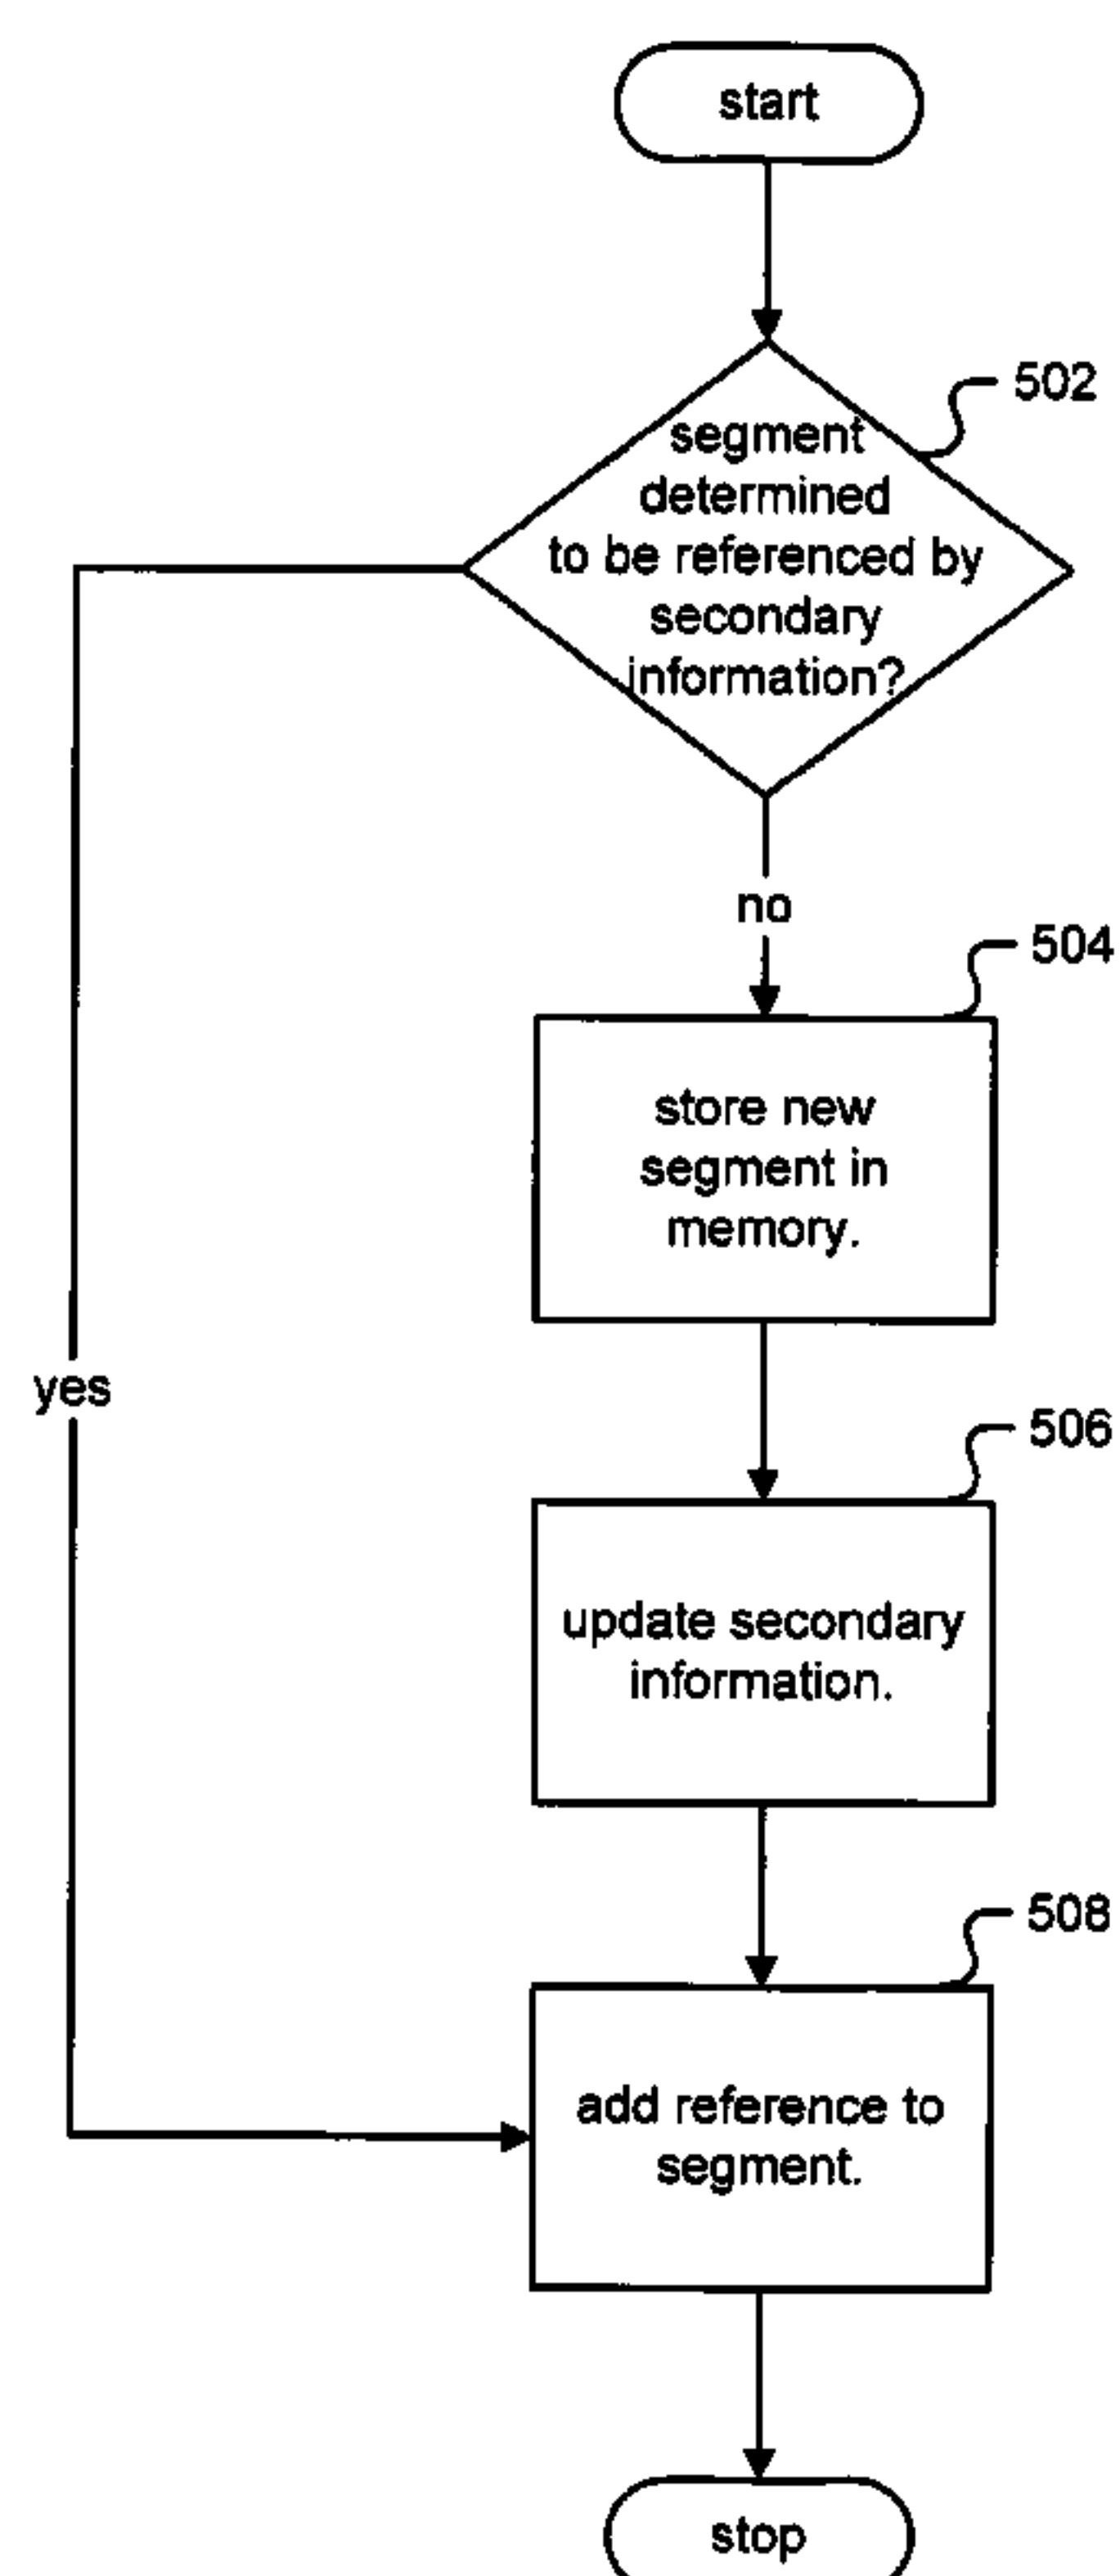 start
502
segment
determined
to be referenced by
secondary
information?
no
504
store new
segment in
memory.
yes
506
update secondary
information.
508
add reference to
segment.
stop